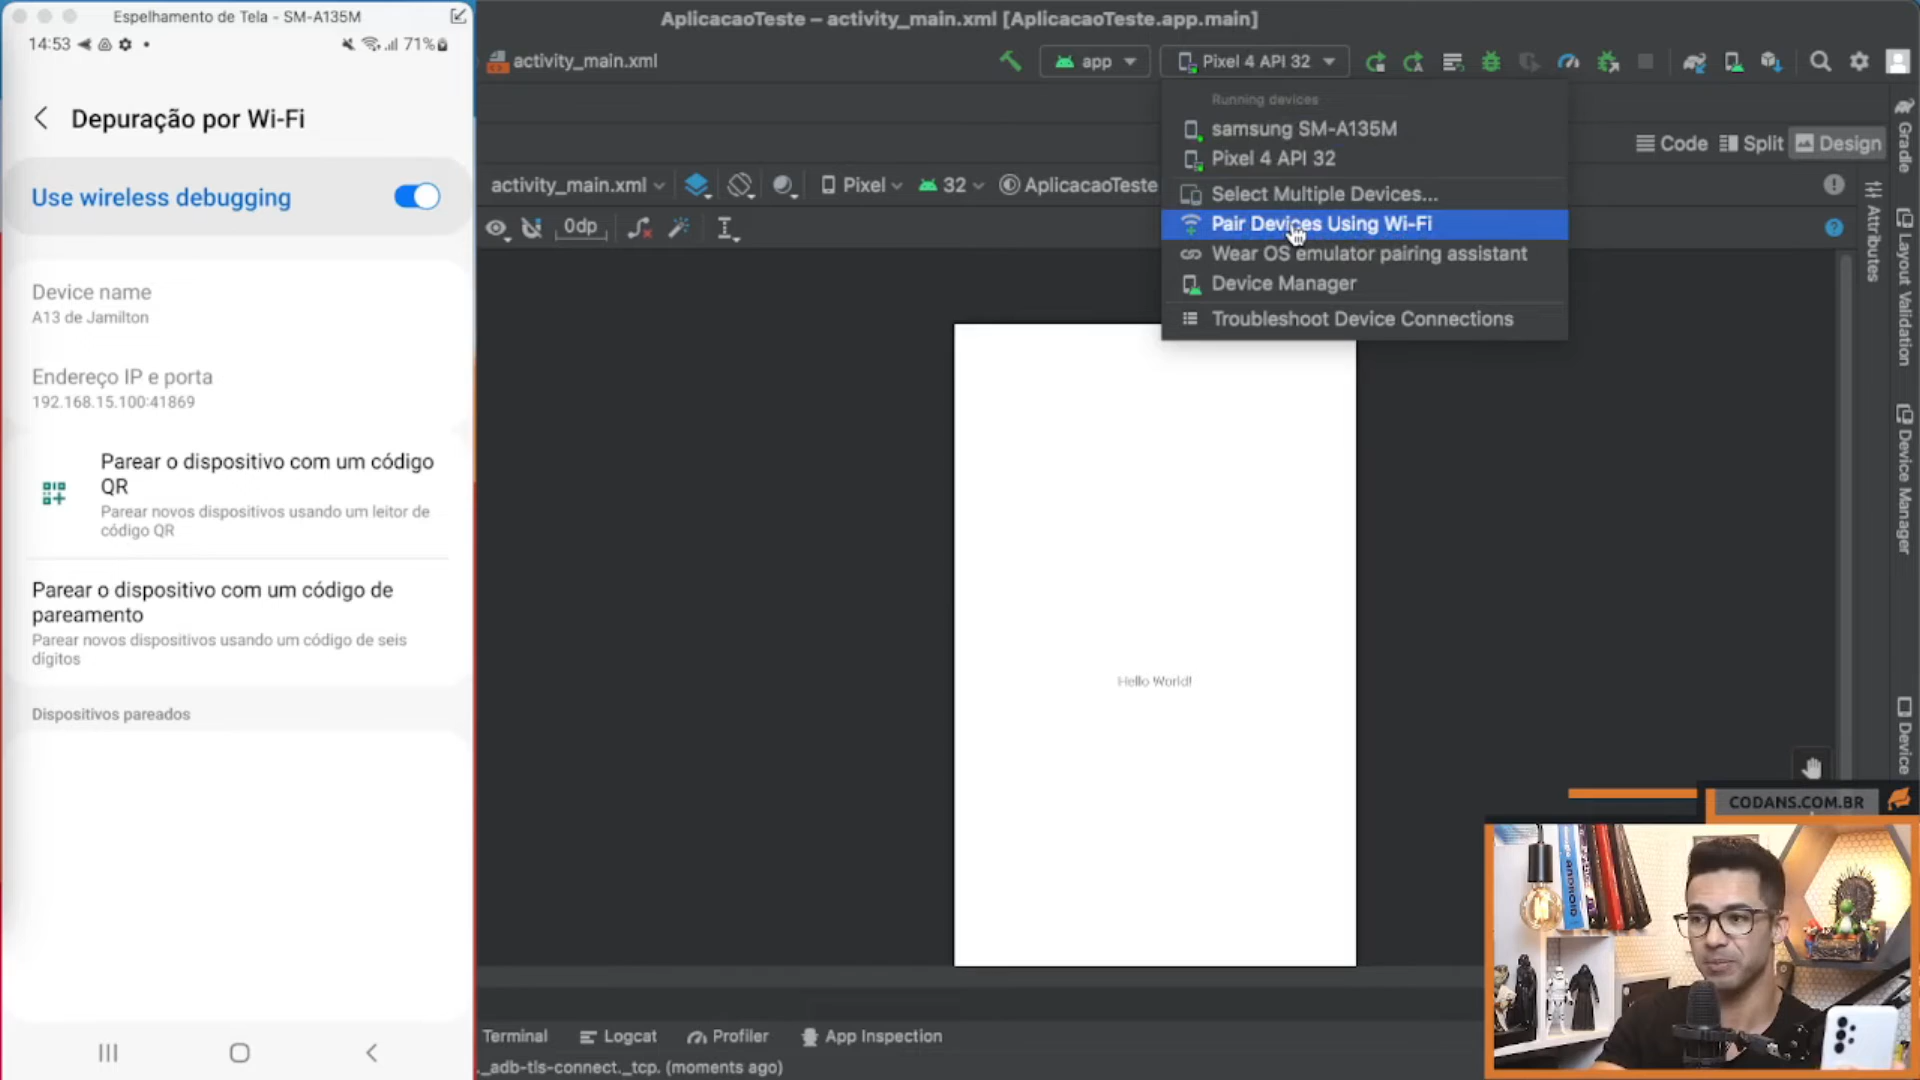 Espelhamento de Tela - SM-A135M
14:53
71%
Depuração por Wi-Fi
Use wireless debugging
Device name
A13 de Jamilton
Endereço IP e porta
192.168.15.100:41869
Parear o dispositivo com um código
QR
Parear novos dispositivos usando um leitor de
código QR
Parear o dispositivo com um código de
pareamento
Parear novos dispositivos usando um código de seis
dígitos
Dispositivos pareados
AplicacaoTeste – activity_main.xml [AplicacaoTeste.app.main]
activity_main.xml
app
Pixel 4 API 32
Running devices
samsung SM-A135M
Pixel 4 API 32
Select Multiple Devices...
Pair Devices Using Wi-Fi
Wear OS emulator pairing assistant
Device Manager
Troubleshoot Device Connections
Code
Split
Design
activity_main.xml
Pixel
32
AplicacaoTeste
0dp
Hello World!
Gradle
Attributes
Layout Validation
Device Manager
Device
Terminal
Logcat
Profiler
App Inspection
._adb-tls-connect._tcp. (moments ago)
CODANS.COM.BR
ANDROID